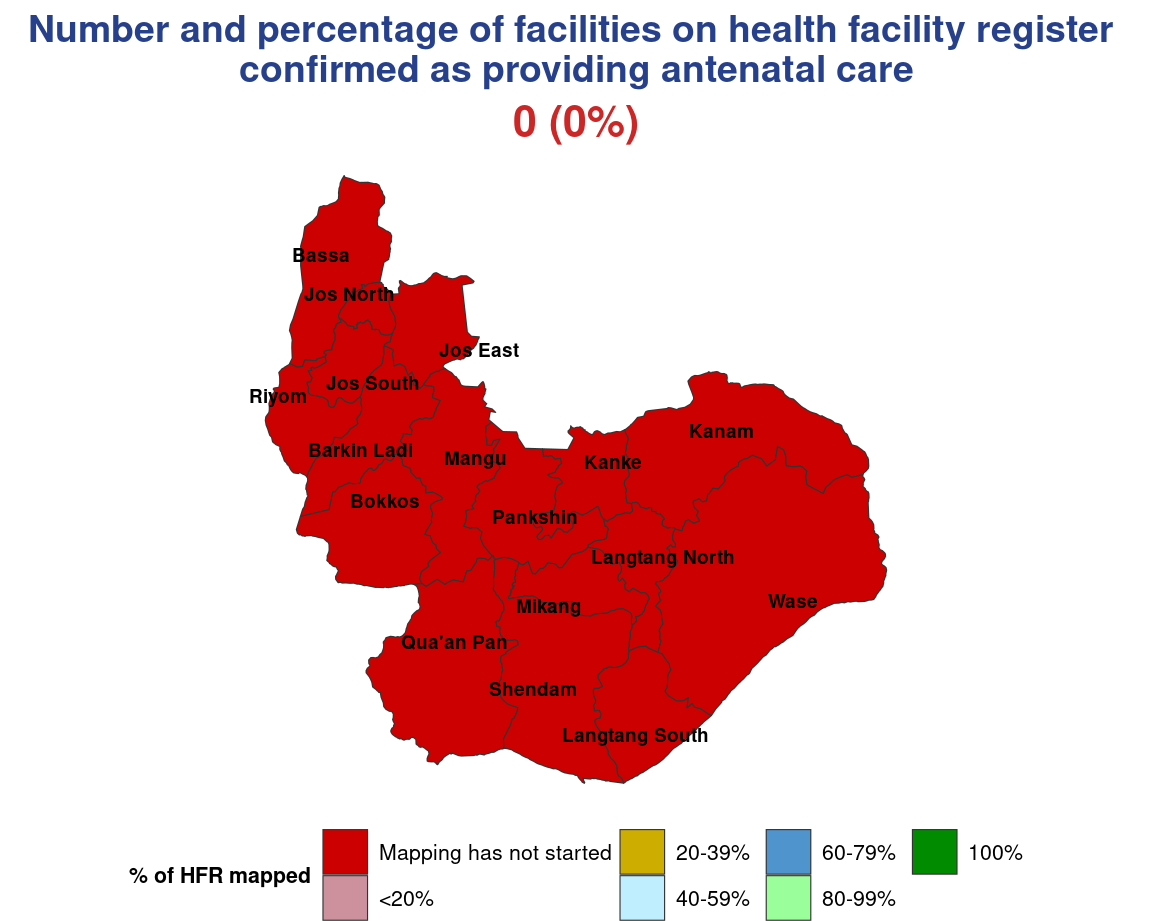 Number and percentage of facilities on health facility register
confirmed as providing antenatal care
0 (0%)
Bassa
Jos North
Jos East
Jos South
Riyom
Kanam
Barkin Ladi
Mangu
Kanke
Bokkos
Pankshin
Langtang North
Wase
Mikang
Qua'an Pan
Shendam
Langtang South
% of HFR mapped
Mapping has not started
<20%
20-39%
40-59%
60-79%
80-99%
100%